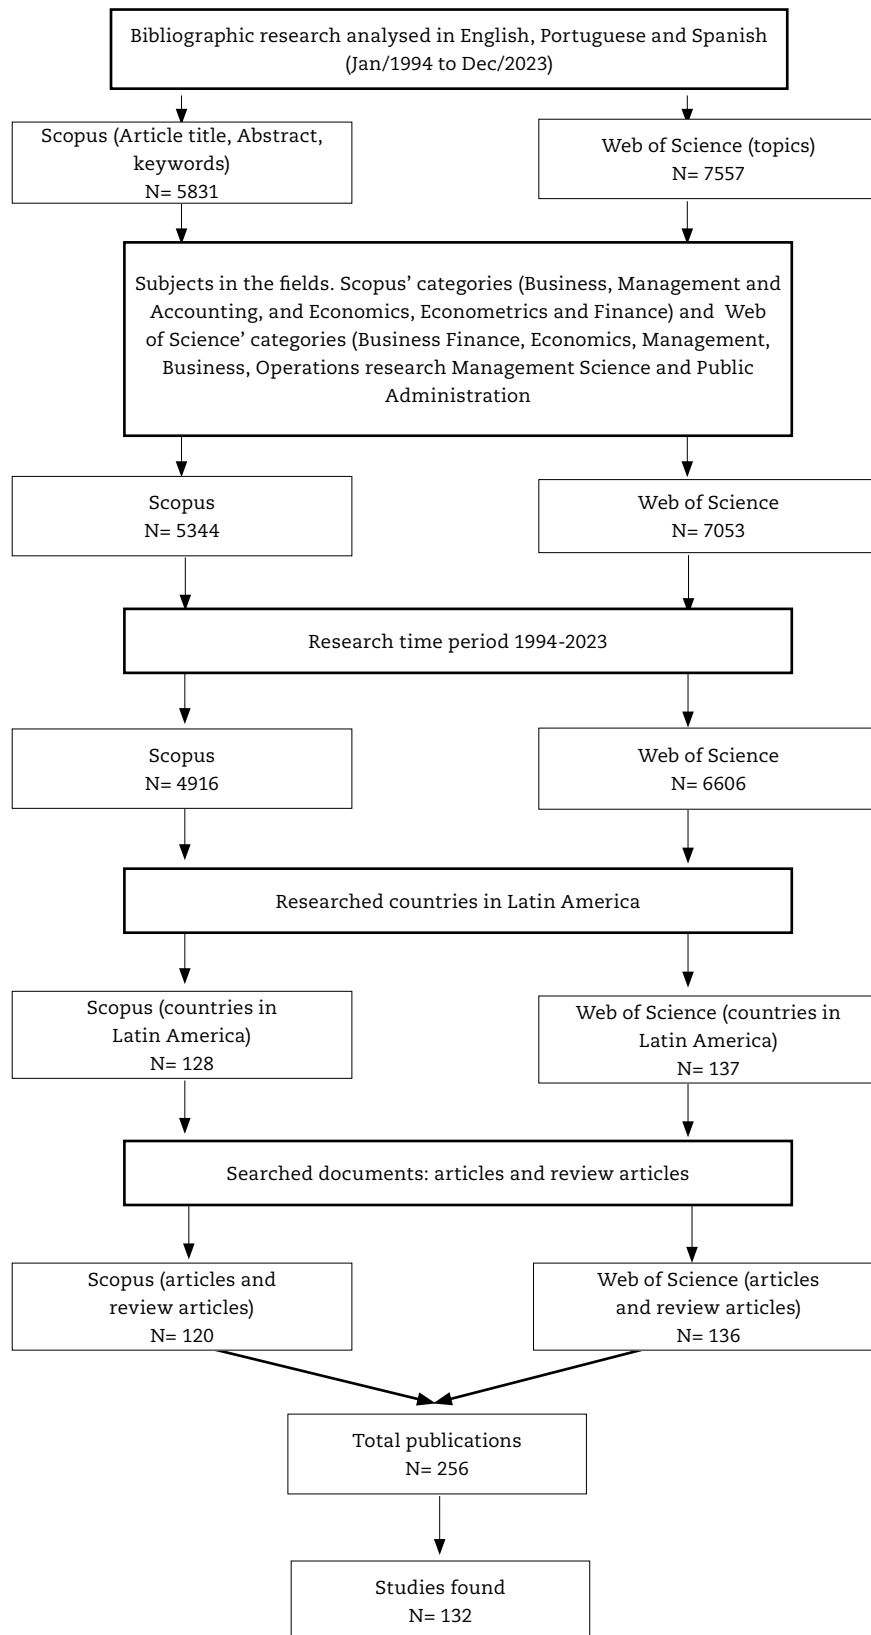 Bibliographic research analysed in English, Portuguese and Spanish
(Jan/1994 to Dec/2023)
Scopus (Article title, Abstract,
keywords)
N= 5831
Web of Science (topics)
N= 7557
Subjects in the fields. Scopus’ categories (Business, Management and
Accounting, and Economics, Econometrics and Finance) and Web
of Science’ categories (Business Finance, Economics, Management,
Business, Operations research Management Science and Public
Administration
Scopus
N= 5344
Web of Science
N= 7053
Research time period 1994-2023
Scopus
N= 4916
Web of Science
N= 6606
Researched countries in Latin America
Scopus (countries in
Latin America)
N= 128
Web of Science (countries in
Latin America)
N= 137
Searched documents: articles and review articles
Scopus (articles and
review articles)
N= 120
Web of Science (articles
and review articles)
N= 136
Total publications
N= 256
Studies found
N= 132